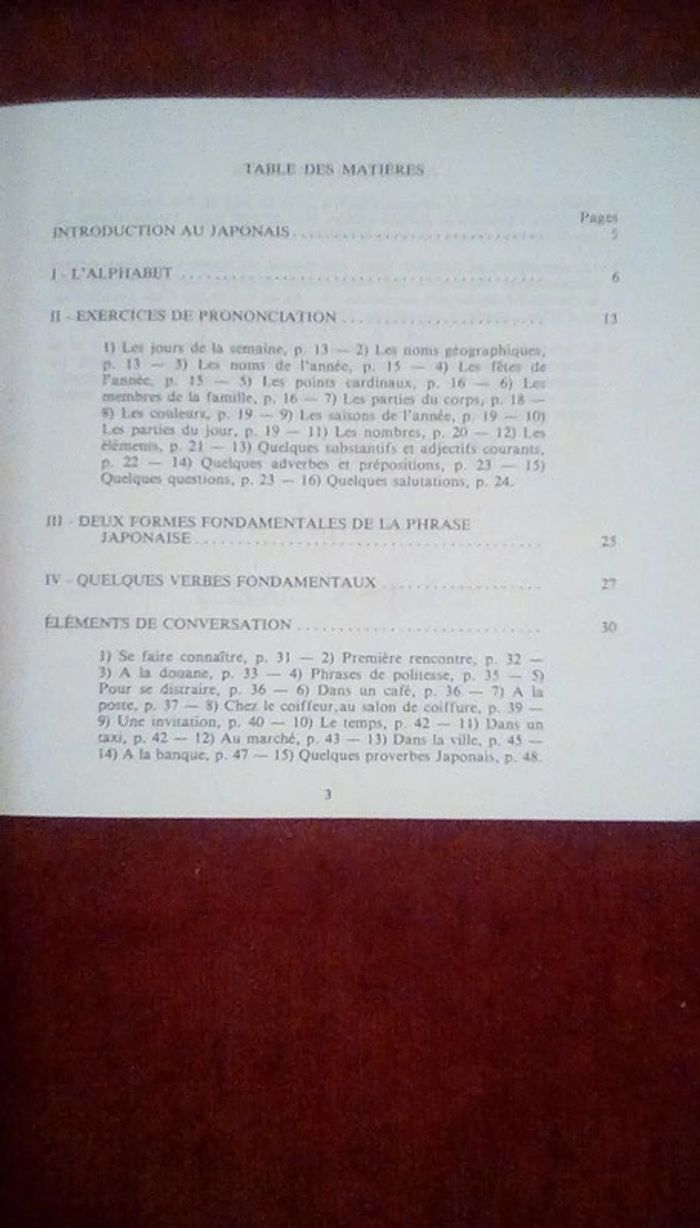 TABLE DES MATIÈRES
Pages
INTRODUCTION AU JAPONAIS.......................................... 5
I - L'ALPHABET .......................................................... 6
II - EXERCICES DE PRONONCIATION ................................ 13
1) Les jours de la semaine, p. 13 — 2) Les noms géographiques,
p. 13 — 3) Les noms de l'année, p. 15 — 4) Les fêtes de
l'année, p. 15 — 5) Les points cardinaux, p. 16 — 6) Les
membres de la famille, p. 16 — 7) Les parties du corps, p. 18 —
8) Les couleurs, p. 19 — 9) Les saisons de l'année, p. 19 — 10)
Les parties du jour, p. 19 — 11) Les nombres, p. 20 — 12) Les
éléments, p. 21 — 13) Quelques substantifs et adjectifs courants,
p. 22 — 14) Quelques adverbes et prépositions, p. 23 — 15)
Quelques questions, p. 23 — 16) Quelques salutations, p. 24.
III - DEUX FORMES FONDAMENTALES DE LA PHRASE
JAPONAISE....................................................... 25
IV - QUELQUES VERBES FONDAMENTAUX ......................... 27
ÉLÉMENTS DE CONVERSATION ....................................... 30
1) Se faire connaître, p. 31 — 2) Première rencontre, p. 32 —
3) A la douane, p. 33 — 4) Phrases de politesse, p. 35 — 5)
Pour se distraire, p. 36 — 6) Dans un café, p. 36 — 7) A la
poste, p. 37 — 8) Chez le coiffeur,au salon de coiffure, p. 39 —
9) Une invitation, p. 40 — 10) Le temps, p. 42 — 11) Dans un
taxi, p. 42 — 12) Au marché, p. 43 — 13) Dans la ville, p. 45 —
14) A la banque, p. 47 — 15) Quelques proverbes Japonais, p. 48.
3